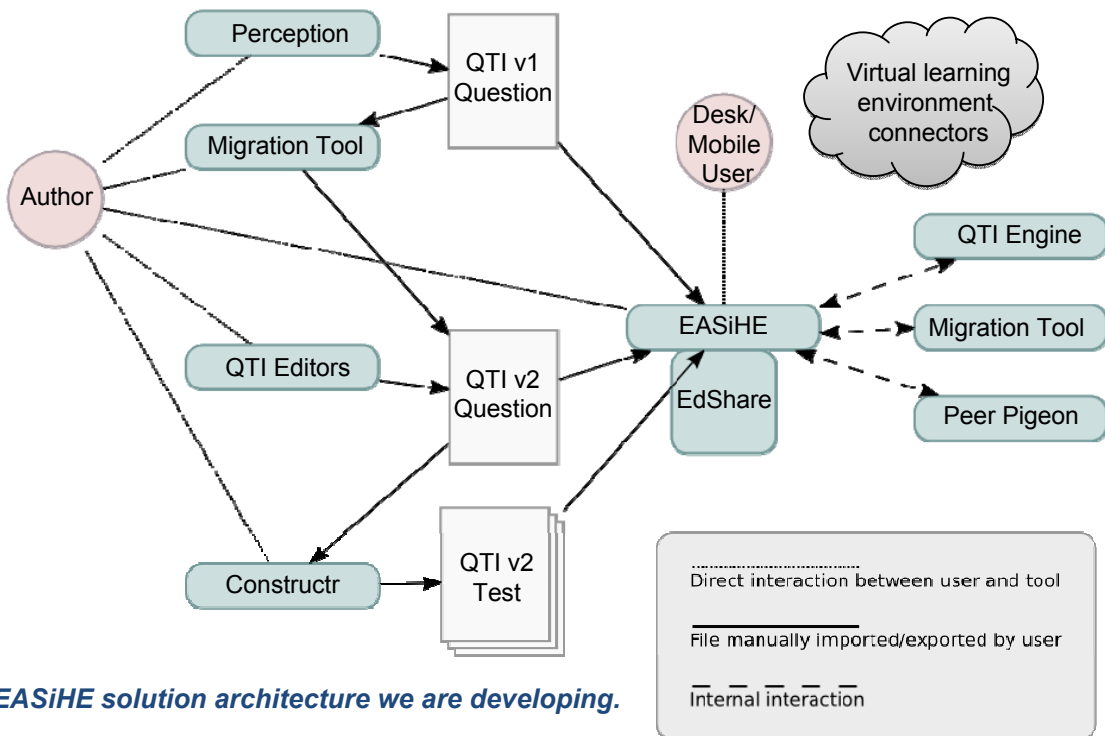 Perception
QTI v1
Question
Virtual learning
environment
connectors
Desk/
Mobile
User
Migration Tool
Author
QTI Engine
EASiHE
Migration Tool
QTI Editors
QTI v2
Question
EdShare
Peer Pigeon
Constructr
QTI v2
Test
Direct interaction between user and tool
File manually imported/exported by user
Internal interaction
EASiHE solution architecture we are developing.